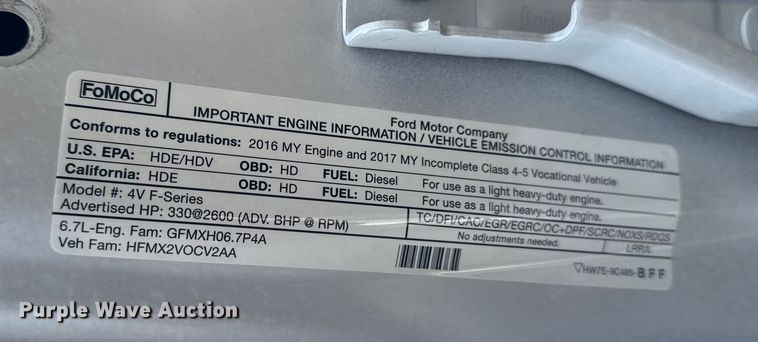 FoMoCo
Ford Motor Company
IMPORTANT ENGINE INFORMATION / VEHICLE EMISSION CONTROL INFORMATION
Conforms to regulations: 2016 MY Engine and 2017 MY Incomplete Class 4-5 Vocational Vehicle
U.S. EPA: HDE/HDV OBD: HD FUEL: Diesel For use as a light heavy-duty engine.
California: HDE OBD: HD FUEL: Diesel For use as a light heavy-duty engine.
Model #: 4V F-Series
Advertised HP: 330@2600 (ADV. BHP @ RPM) TC/DFI/CAC/EGR/EGRC/OC+DPF/SCRC/NOXS/RDQS
6.7L-Eng. Fam: GFMXH06.7P4A No adjustments needed. LRRA
Veh Fam: HFMX2VOCV2AA HW7E-9C485-BFF
Purple Wave Auction